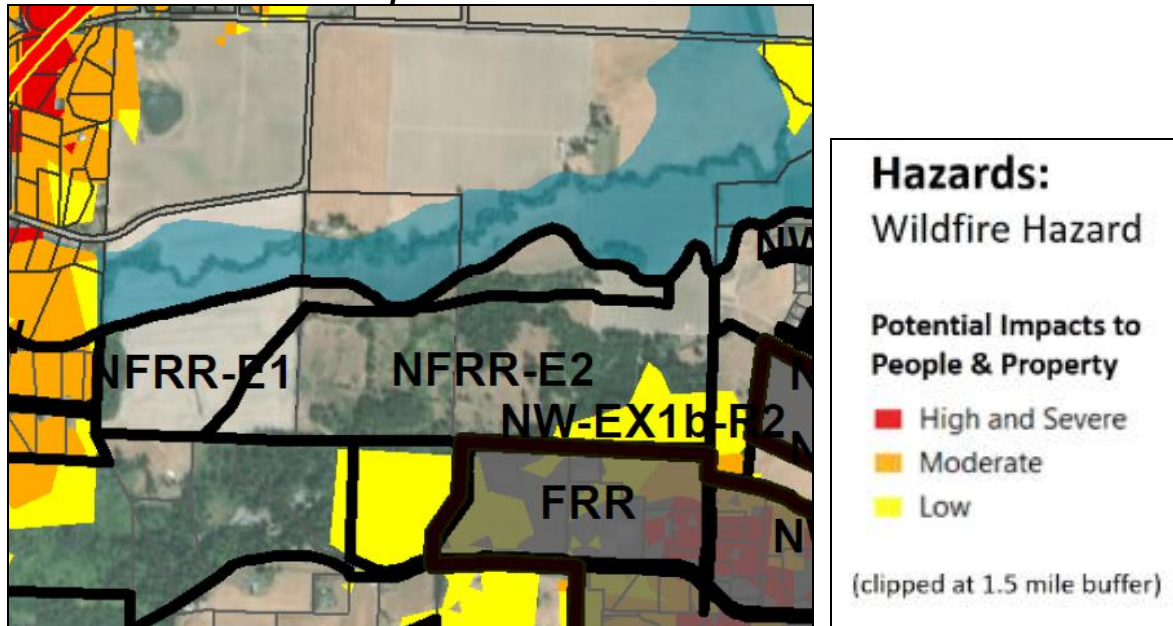 NW
NFRR-E1
NFRR-E2
NW-EX1b-R2
FRR
Hazards:
Wildfire Hazard
Potential Impacts to
People & Property
High and Severe
Moderate
Low
(clipped at 1.5 mile buffer)